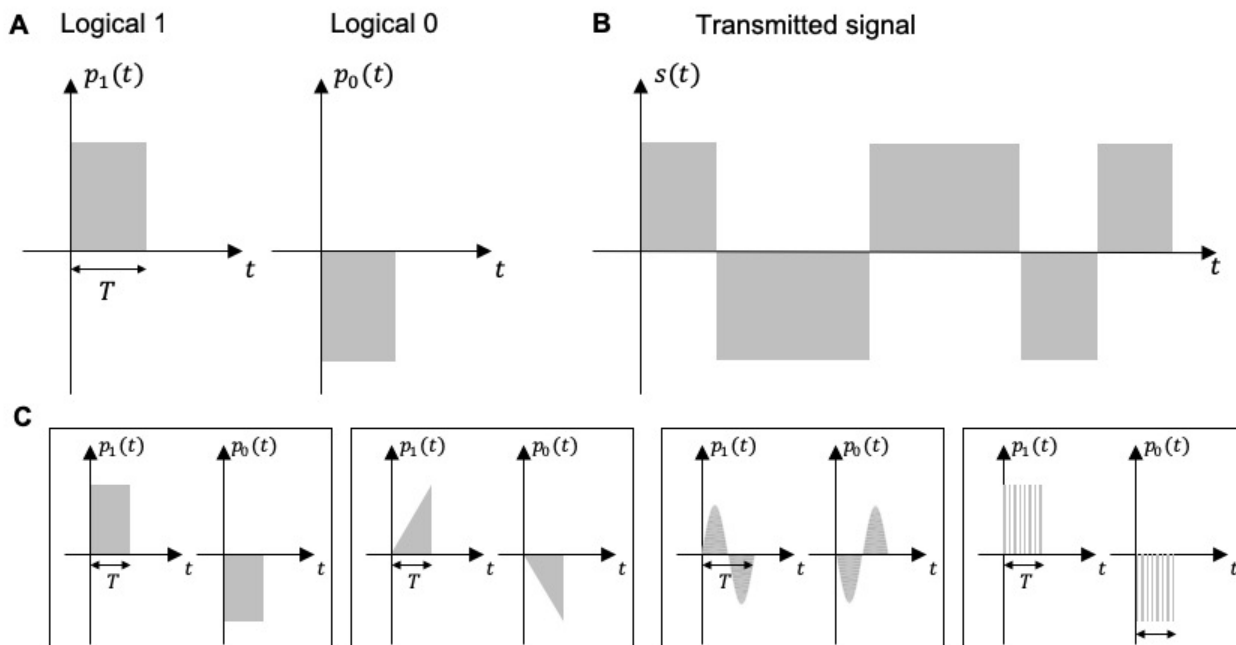 A Logical 1 Logical 0 B Transmitted signal
p₁(t) p₀(t) s(t)
t t t
T
C
p₁(t) p₀(t) p₁(t) p₀(t) p₁(t) p₀(t) p₁(t) p₀(t)
t t t t t t t t
T T T T